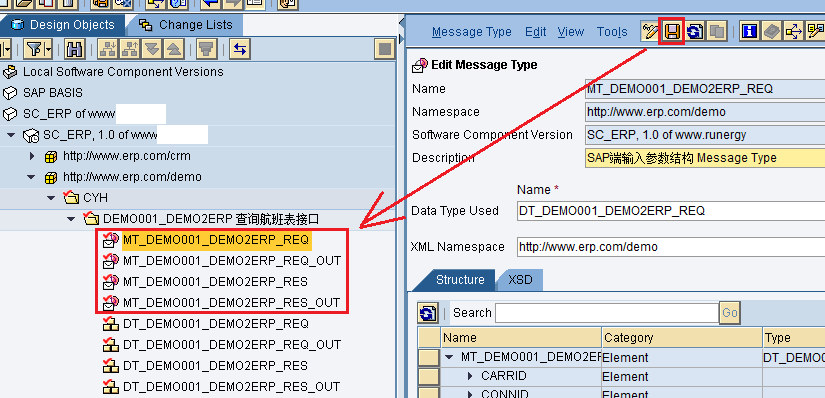 Design Objects
Change Lists
Local Software Component Versions
SAP BASIS
SC_ERP of www
SC_ERP, 1.0 of www
http://www.erp.com/crm
http://www.erp.com/demo
CYH
DEMO001_DEMO2ERP 查询航班表接口
MT_DEMO001_DEMO2ERP_REQ
MT_DEMO001_DEMO2ERP_REQ_OUT
MT_DEMO001_DEMO2ERP_RES
MT_DEMO001_DEMO2ERP_RES_OUT
DT_DEMO001_DEMO2ERP_REQ
DT_DEMO001_DEMO2ERP_REQ_OUT
DT_DEMO001_DEMO2ERP_RES
DT_DEMO001_DEMO2ERP_RES_OUT
Message Type Edit View Tools
Edit Message Type
Name MT_DEMO001_DEMO2ERP_REQ
Namespace http://www.erp.com/demo
Software Component Version SC_ERP, 1.0 of www.runergy
Description SAP端输入参数结构 Message Type
Name *
Data Type Used DT_DEMO001_DEMO2ERP_REQ
XML Namespace http://www.erp.com/demo
Structure XSD
Search Go
Name Category Type
MT_DEMO001_DEMO2EF Element DT_DEMO
CARRID Element
CONNID Element